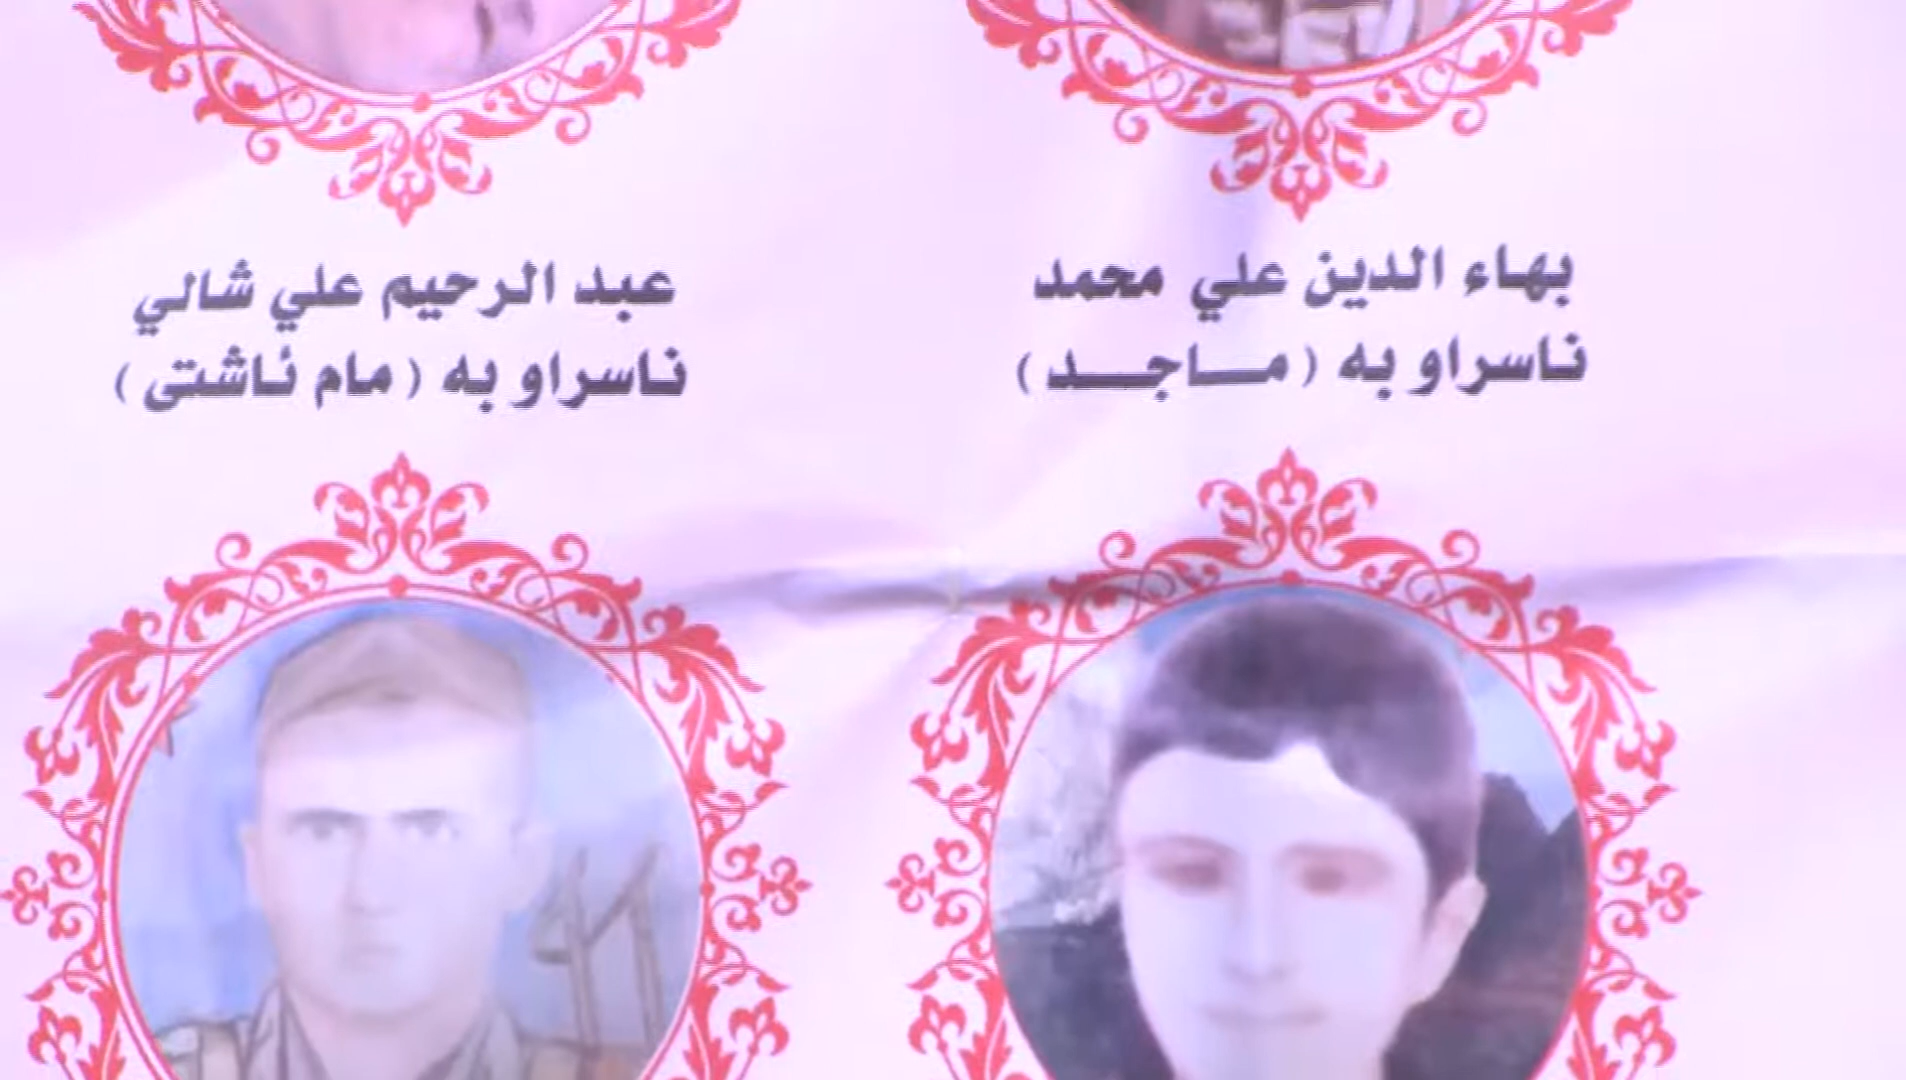 بهاء الدين علي محمد
ناسراو به (ماجد)
عبد الرحيم علي شالي
ناسراو به (مام ئاشتى)